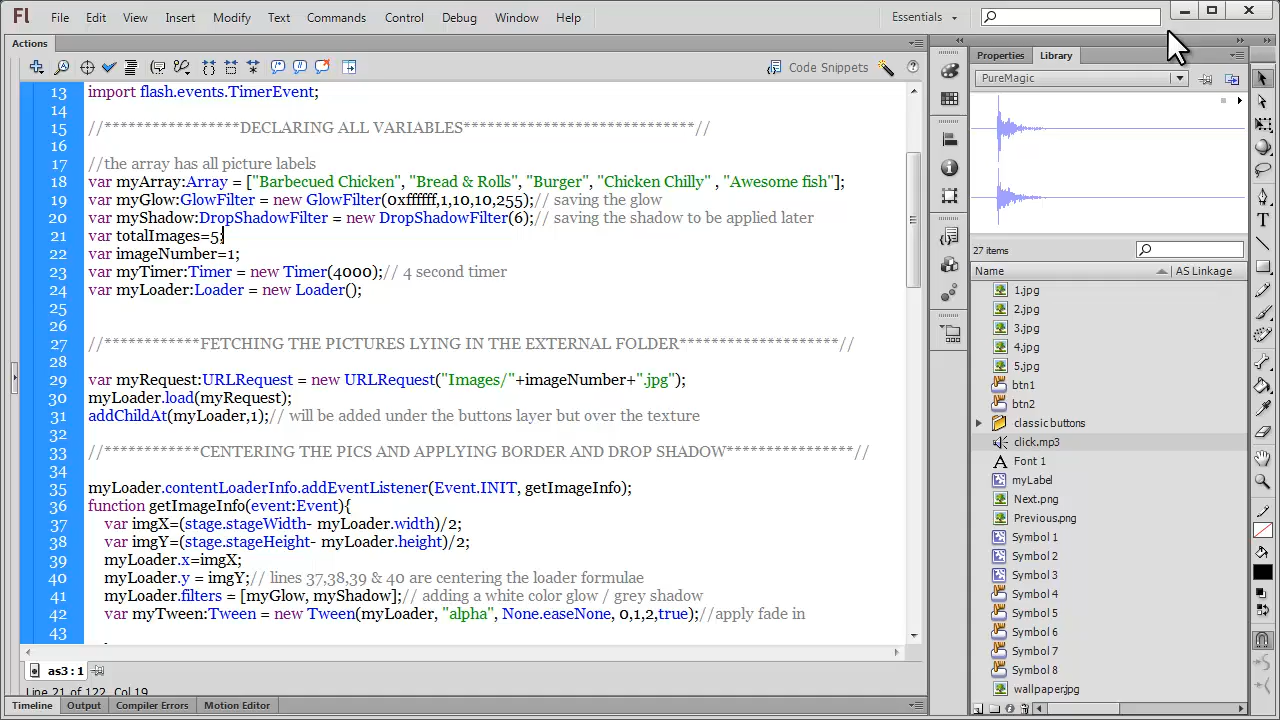 Fl File Edit View Insert Modify Text Commands Control Debug Window Help Essentials
Actions
Code Snippets
13 import flash.events.TimerEvent;
14
15 //*****************DECLARING ALL VARIABLES*****************************//
16
17 //the array has all picture labels
18 var myArray:Array = ["Barbecued Chicken", "Bread & Rolls", "Burger", "Chicken Chilly" , "Awesome fish"];
19 var myGlow:GlowFilter = new GlowFilter(0xffffff,1,10,10,255);// saving the glow
20 var myShadow:DropShadowFilter = new DropShadowFilter(6);// saving the shadow to be applied later
21 var totalImages=5;
22 var imageNumber=1;
23 var myTimer:Timer = new Timer(4000);// 4 second timer
24 var myLoader:Loader = new Loader();
25
26
27 //************FETCHING THE PICTURES LYING IN THE EXTERNAL FOLDER********************//
28
29 var myRequest:URLRequest = new URLRequest("Images/"+imageNumber+".jpg");
30 myLoader.load(myRequest);
31 addChildAt(myLoader,1);// will be added under the buttons layer but over the texture
32
33 //************CENTERING THE PICS AND APPLYING BORDER AND DROP SHADOW****************//
34
35 myLoader.contentLoaderInfo.addEventListener(Event.INIT, getImageInfo);
36 function getImageInfo(event:Event){
37 var imgX=(stage.stageWidth- myLoader.width)/2;
38 var imgY=(stage.stageHeight- myLoader.height)/2;
39 myLoader.x=imgX;
40 myLoader.y = imgY;// lines 37,38,39 & 40 are centering the loader formulae
41 myLoader.filters = [myGlow, myShadow];// adding a white color glow / grey shadow
42 var myTween:Tween = new Tween(myLoader, "alpha", None.easeNone, 0,1,2,true);//apply fade in
43
as3 : 1
Line 21 of 122, Col 19
Timeline Output Compiler Errors Motion Editor
Properties Library
PureMagic
27 items
Name AS Linkage
1.jpg
2.jpg
3.jpg
4.jpg
5.jpg
btn1
btn2
classic buttons
click.mp3
Font 1
myLabel
Next.png
Previous.png
Symbol 1
Symbol 2
Symbol 3
Symbol 4
Symbol 5
Symbol 6
Symbol 7
Symbol 8
wallpaper.jpg